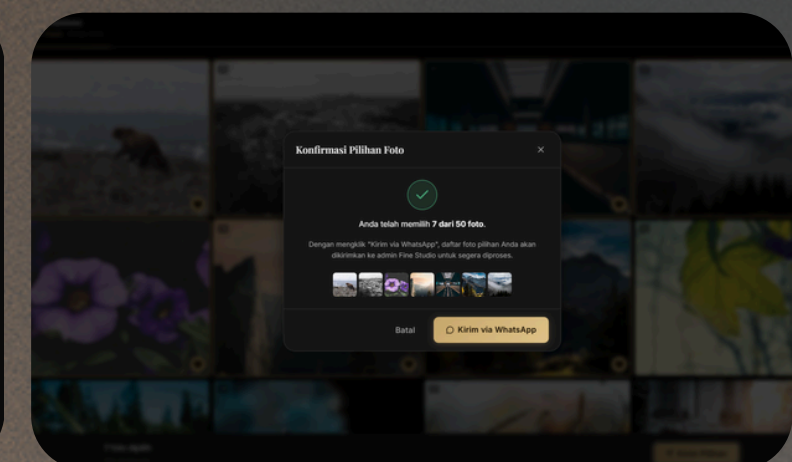 Konfirmasi Pilihan Foto
Anda telah memilih 7 dari 50 foto.
Dengan mengklik "Kirim via WhatsApp", daftar foto pilihan Anda akan
dikirimkan ke admin Fine Studio untuk segera diproses.
Batal
Kirim via WhatsApp